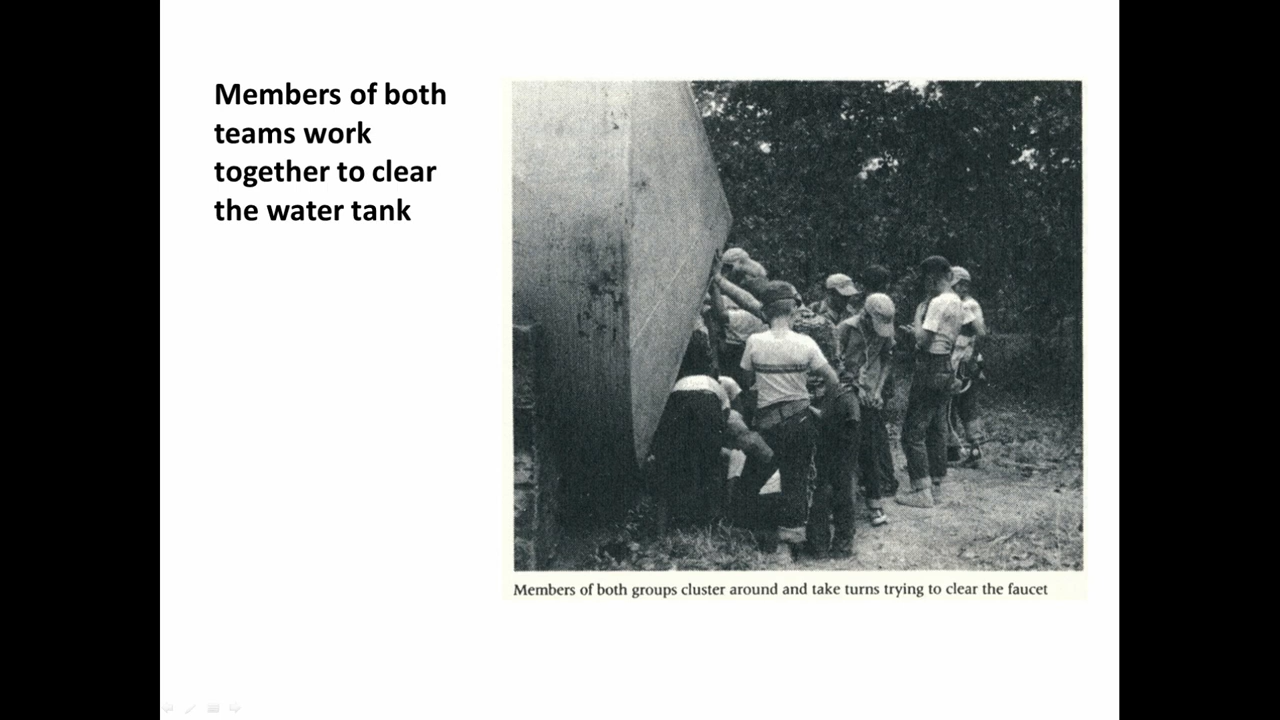 Members of both
teams work
together to clear
the water tank
Members of both groups cluster around and take turns trying to clear the faucet